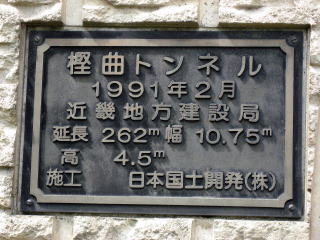 樫曲トンネル
1991年2月
近畿地方建設局
延長 262m 幅 10.75m
高 4.5m
施工 日本国土開発(株)